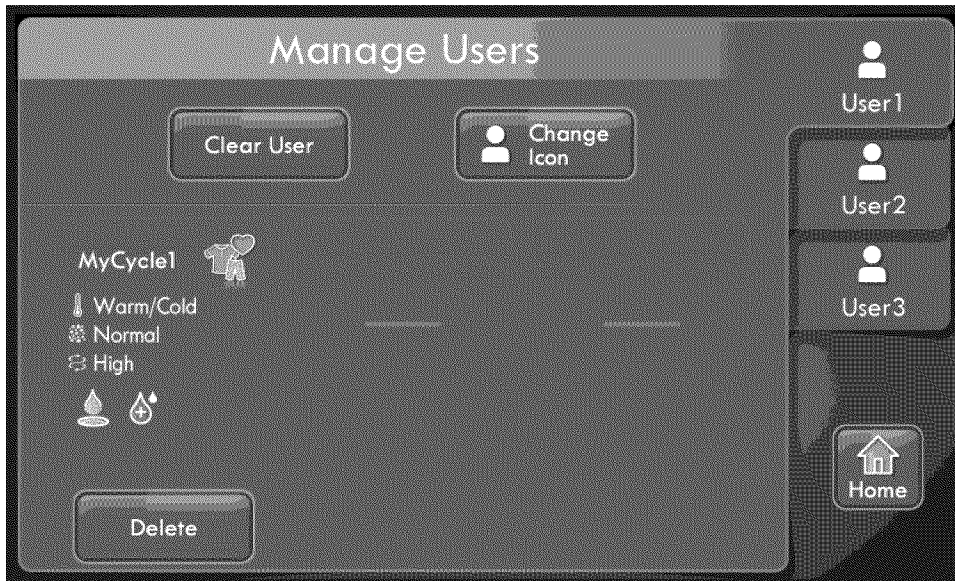 Manage Users
Clear User
Change
Icon
User1
User2
User3
MyCycle1
Warm/Cold
Normal
High
Delete
Home